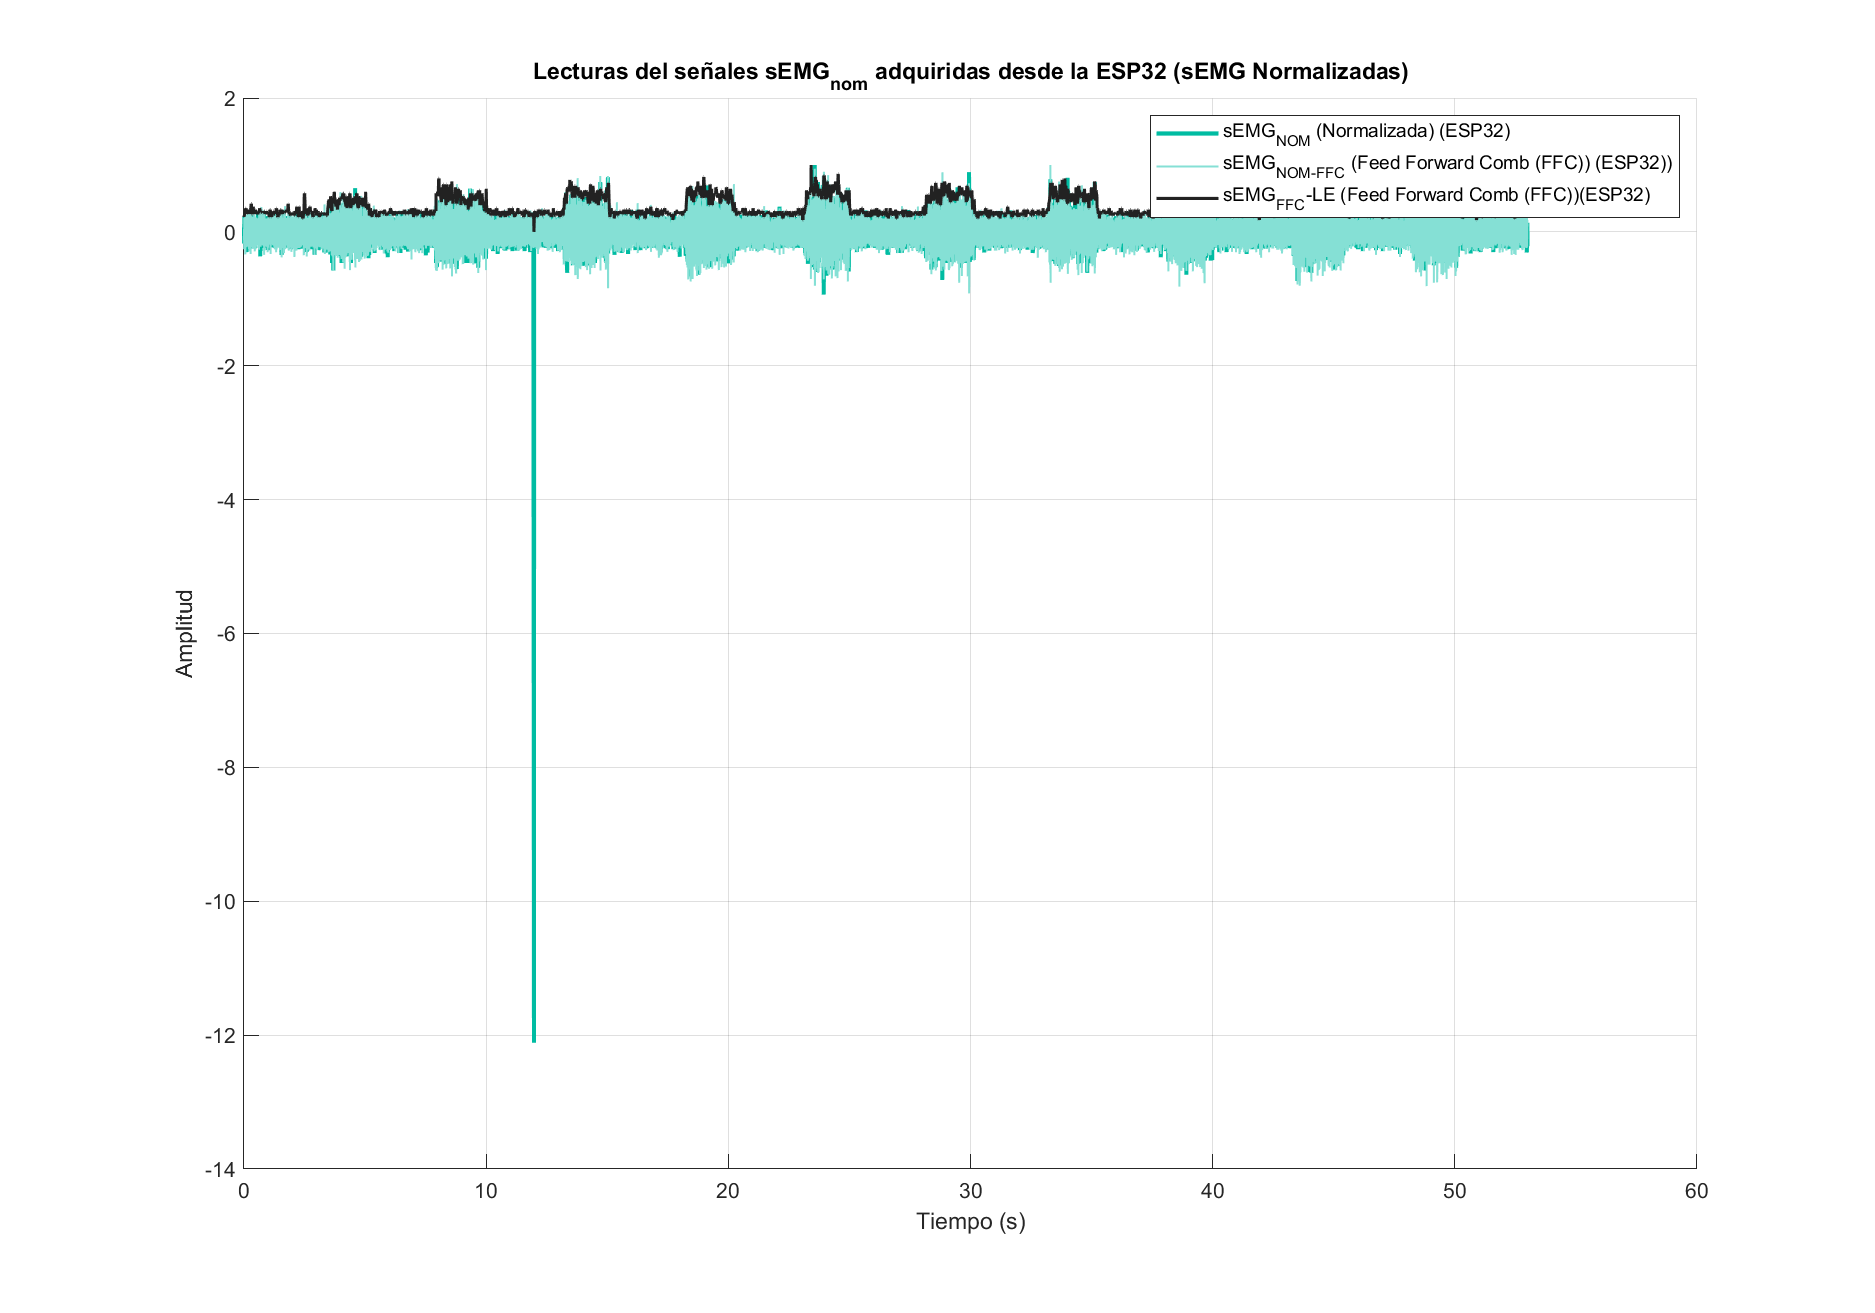 Lecturas del señales sEMGnom adquiridas desde la ESP32 (sEMG Normalizadas)
sEMGNOM (Normalizada) (ESP32)
sEMGNOM-FFC (Feed Forward Comb (FFC)) (ESP32))
sEMGFFC-LE (Feed Forward Comb (FFC))(ESP32)
2
0
-2
-4
-6
-8
-10
-12
-14
Amplitud
0 10 20 30 40 50 60
Tiempo (s)